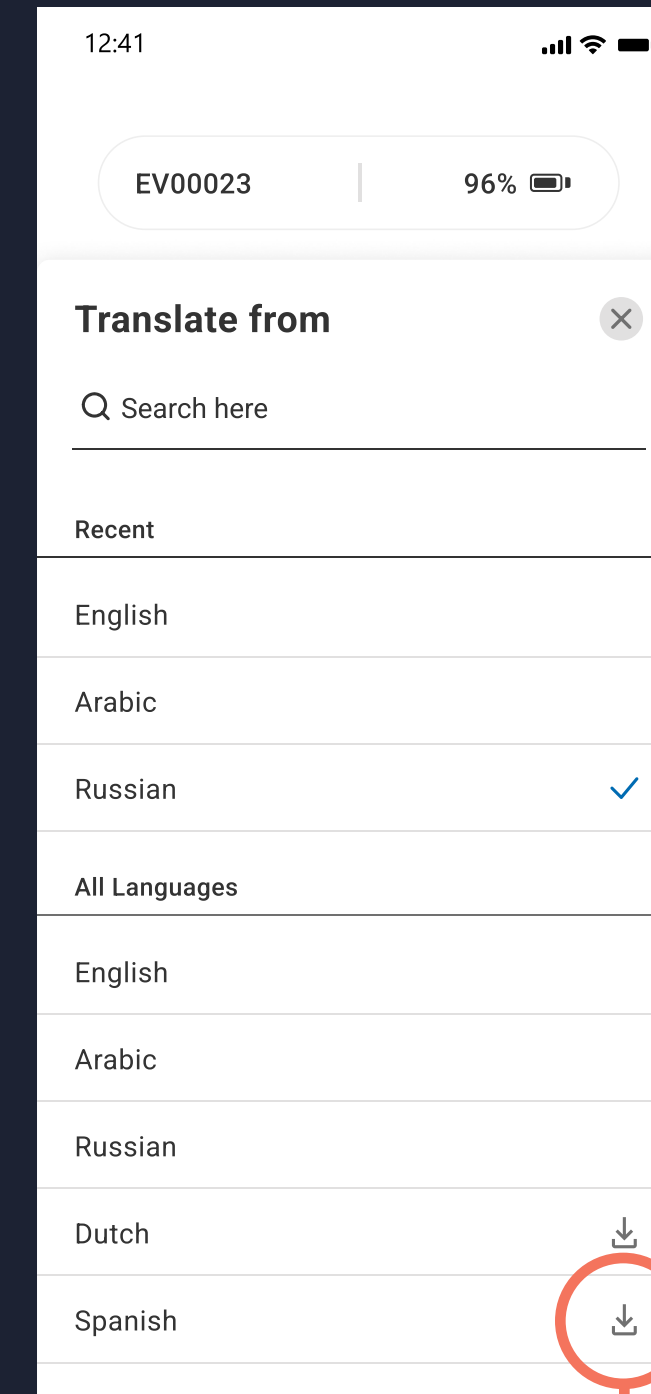 12:41
EV00023 96%
Translate from
Search here
Recent
English
Arabic
Russian
All Languages
English
Arabic
Russian
Dutch
Spanish